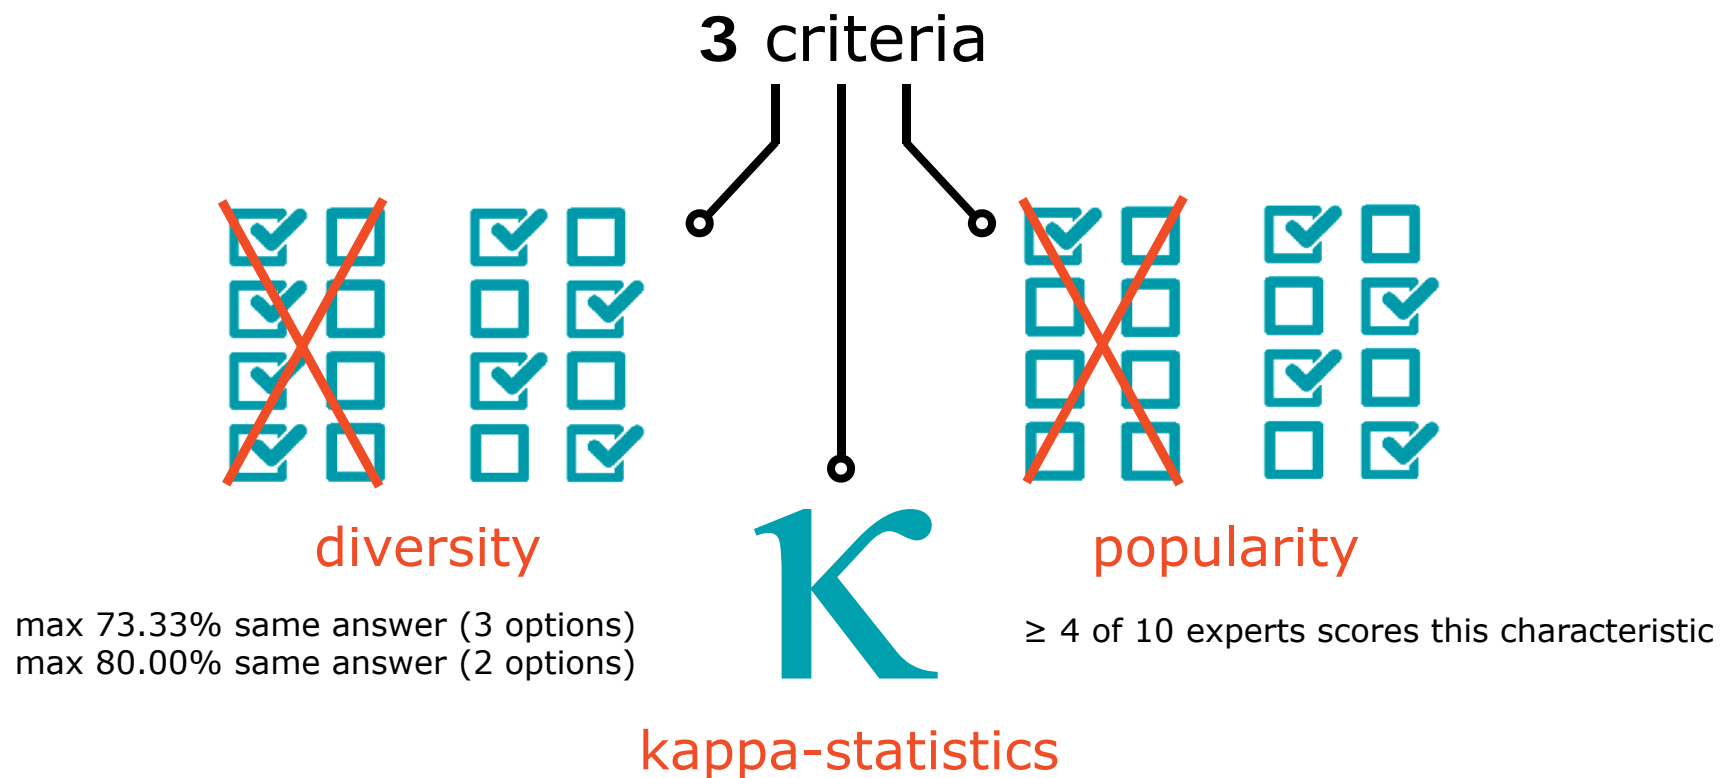 3 criteria
diversity
max 73.33% same answer (3 options)
max 80.00% same answer (2 options)
κ
kappa-statistics
popularity
≥ 4 of 10 experts scores this characteristic